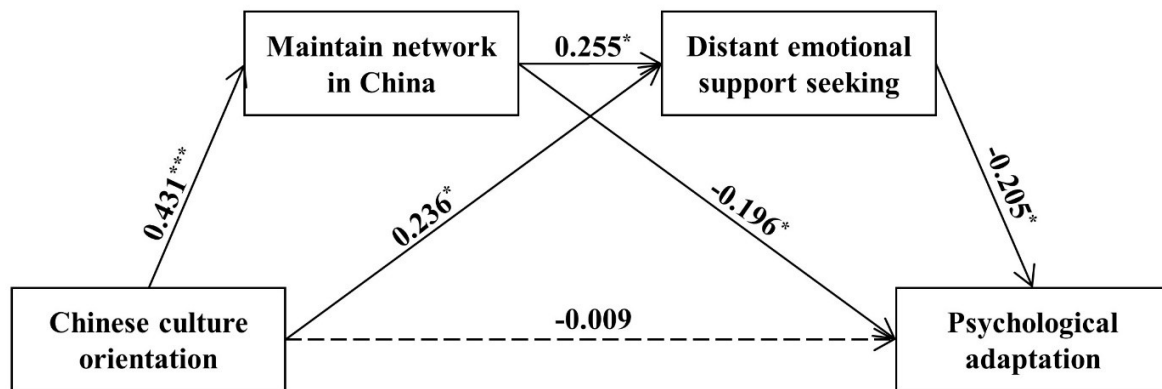 Maintain network
in China
0.255*
Distant emotional
support seeking
0.431***
0.236*
-0.196*
-0.205*
Chinese culture
orientation
-0.009
Psychological
adaptation